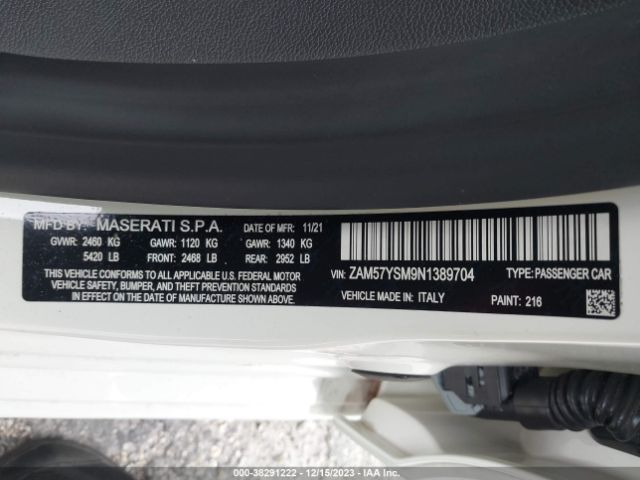 MFD BY: MASERATI S.P.A. DATE OF MFR: 11/21
GVWR: 2460 KG GAWR: 1120 KG GAWR: 1340 KG
5420 LB FRONT: 2468 LB REAR: 2952 LB
THIS VEHICLE CONFORMS TO ALL APPLICABLE U.S. FEDERAL MOTOR
VEHICLE SAFETY, BUMPER, AND THEFT PREVENTION STANDARDS
IN EFFECT ON THE DATE OF MANUFACTURE SHOWN ABOVE
VIN: ZAM57YSM9N1389704 TYPE: PASSENGER CAR
VEHICLE MADE IN: ITALY PAINT: 216
000-38291222 - 12/15/2023 - IAA Inc.